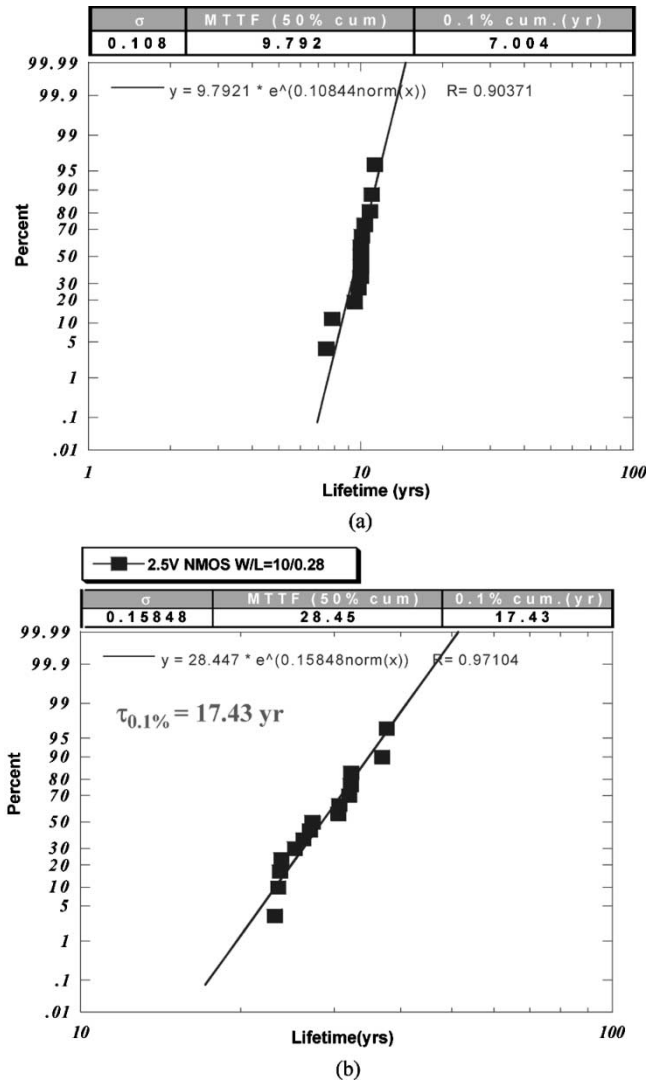 σ MTTF (50% cum) 0.1% cum.(yr)
0.108 9.792 7.004
99.99
y = 9.7921 * e^(0.10844norm(x)) R= 0.90371
99.9
99
95
90
80
70
50
30
20
10
5
1
.1
.01
Percent
1 10 100
Lifetime (yrs)
(a)
2.5V NMOS W/L=10/0.28
σ MTTF (50% cum) 0.1% cum.(yr)
0.15848 28.45 17.43
99.99
y = 28.447 * e^(0.15848norm(x)) R= 0.97104
99.9
99
τ0.1% = 17.43 yr
95
90
80
70
50
30
20
10
5
1
.1
.01
Percent
10 100
Lifetime(yrs)
(b)